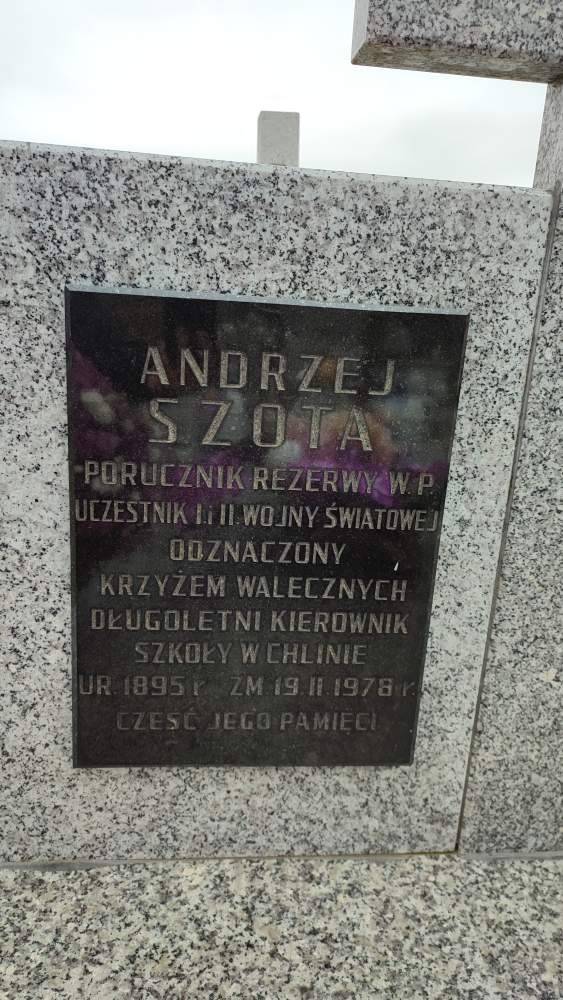 ANDRZEJ
SZOTA
PORUCZNIK REZERWY W.P.
UCZESTNIK I.i II.WOJNY ŚWIATOWEJ
ODZNACZONY
KRZYŻEM WALECZNYCH
DŁUGOLETNI KIEROWNIK
SZKOŁY W CHLINIE
UR. 1895 r ZM 19.II.1978 r.
CZEŚĆ JEGO PAMIĘCI